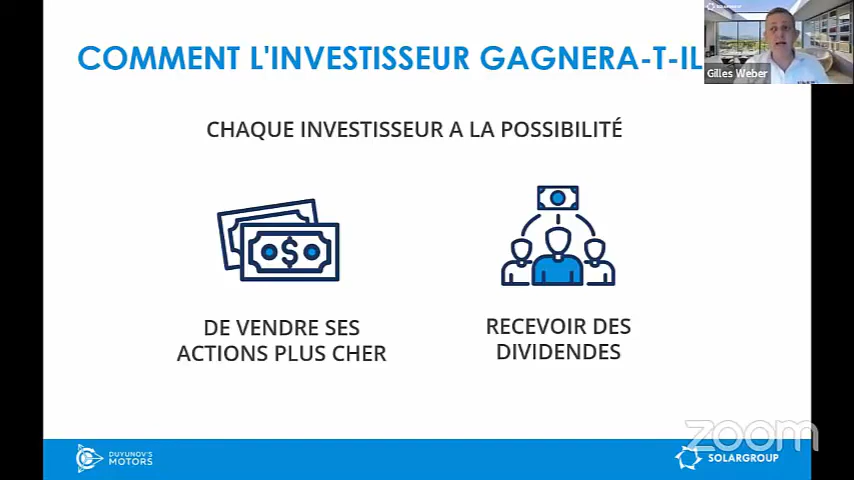 COMMENT L'INVESTISSEUR GAGNERA-T-IL
SOLARGROUP
Gilles Weber
CHAQUE INVESTISSEUR A LA POSSIBILITÉ
DE VENDRE SES
ACTIONS PLUS CHER
RECEVOIR DES
DIVIDENDES
DUYUNOV'S
MOTORS
zoom
SOLARGROUP